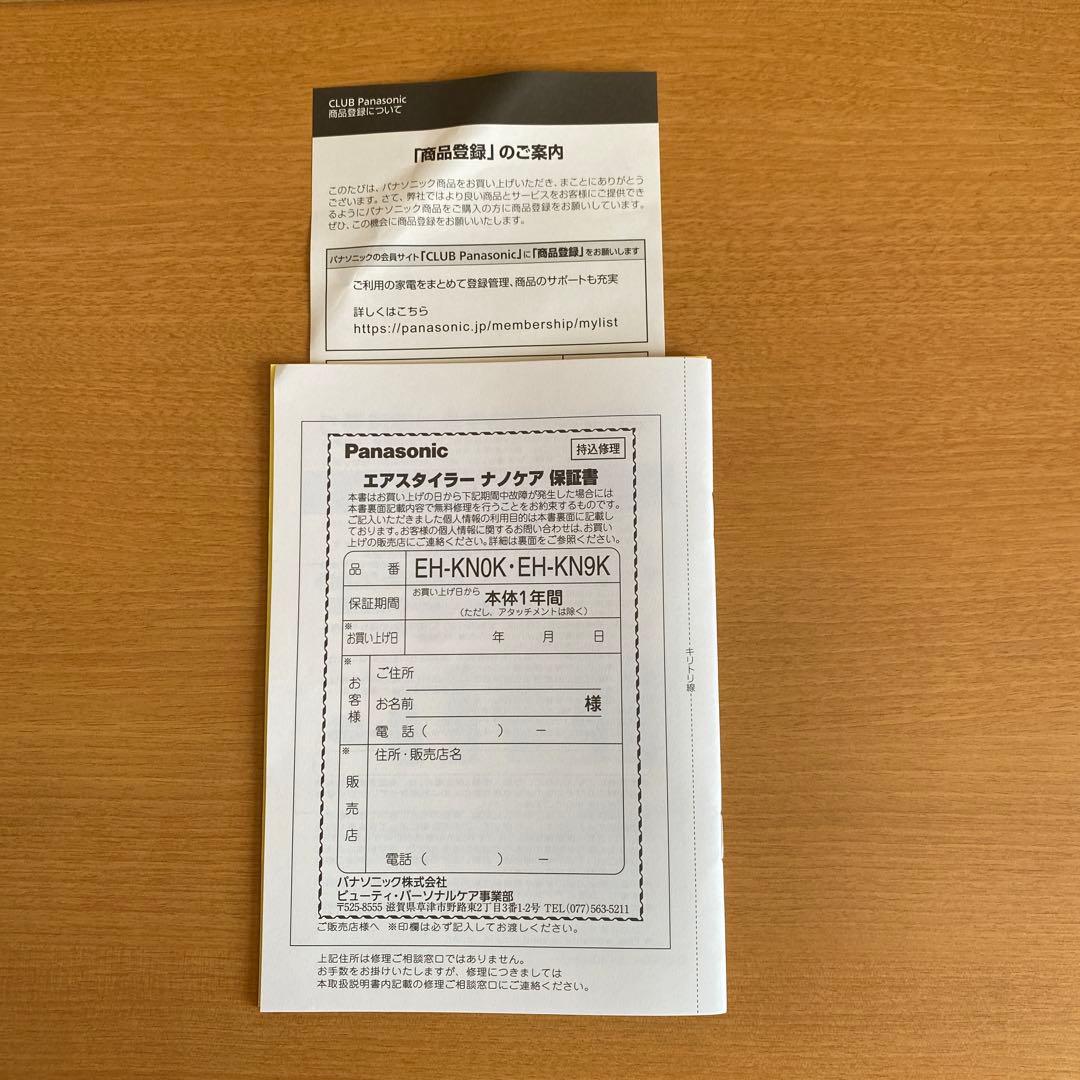 CLUB Panasonic
商品登録について
「商品登録」のご案内
このたびは、パナソニック商品をお買い上げいただき、まことにありがとう
ございます。さて、弊社ではより良い商品とサービスをお客様にご提供でき
るようにパナソニック商品をご購入の方に商品登録をお願いしています。
ぜひ、この機会に商品登録をお願いいたします。
パナソニックの会員サイト「CLUB Panasonic」に「商品登録」をお願いします
ご利用の家電をまとめて登録管理、商品のサポートも充実
詳しくはこちら
https://panasonic.jp/membership/mylist
Panasonic
持込修理
エアスタイラー ナノケア 保証書
本書はお買い上げの日から下記期間中故障が発生した場合には
本書裏面記載内容で無料修理を行うことをお約束するものです。
ご記入いただきました個人情報の利用目的は本書裏面に記載し
ております。お客様の個人情報に関するお問い合わせは、お買い
上げの販売店にご連絡ください。詳細は裏面をご参照ください。
品 番 EH-KN0K・EH-KN9K
保証期間 お買い上げ日から 本体1年間
（ただし、アタッチメントは除く）
※お買い上げ日 年 月 日
※お客様
ご住所
お名前 様
電 話（ ） −
※販売店
住所・販売店名
電話（ ） −
パナソニック株式会社
ビューティ・パーソナルケア事業部
〒525-8555 滋賀県草津市野路東2丁目3番1-2号 TEL(077)563-5211
ご販売店様へ ※印欄は必ず記入してお渡しください。
上記住所は修理ご相談窓口ではありません。
お手数をお掛けいたしますが、修理につきましては
本取扱説明書内記載の修理ご相談窓口にご連絡ください。
キリトリ線